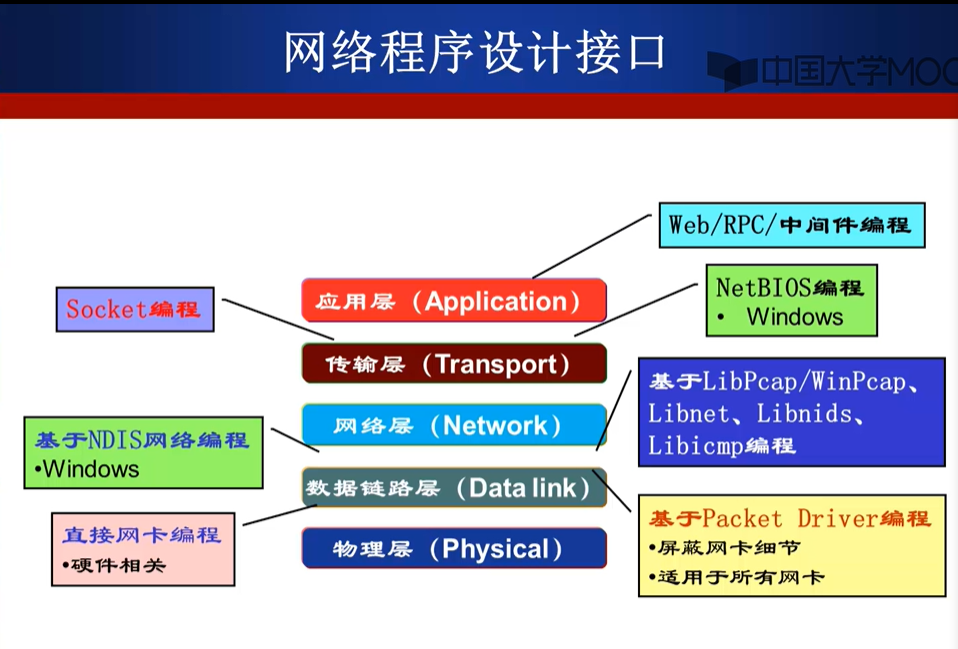 网络程序设计接口
中国大学MOO
Web/RPC/中间件编程
NetBIOS编程
• Windows
Socket编程
应用层（Application）
传输层（Transport）
网络层（Network）
数据链路层（Data link）
物理层（Physical）
基于LibPcap/WinPcap、
Libnet、Libnids、
Libicmp编程
基于NDIS网络编程
•Windows
直接网卡编程
•硬件相关
基于Packet Driver编程
•屏蔽网卡细节
•适用于所有网卡